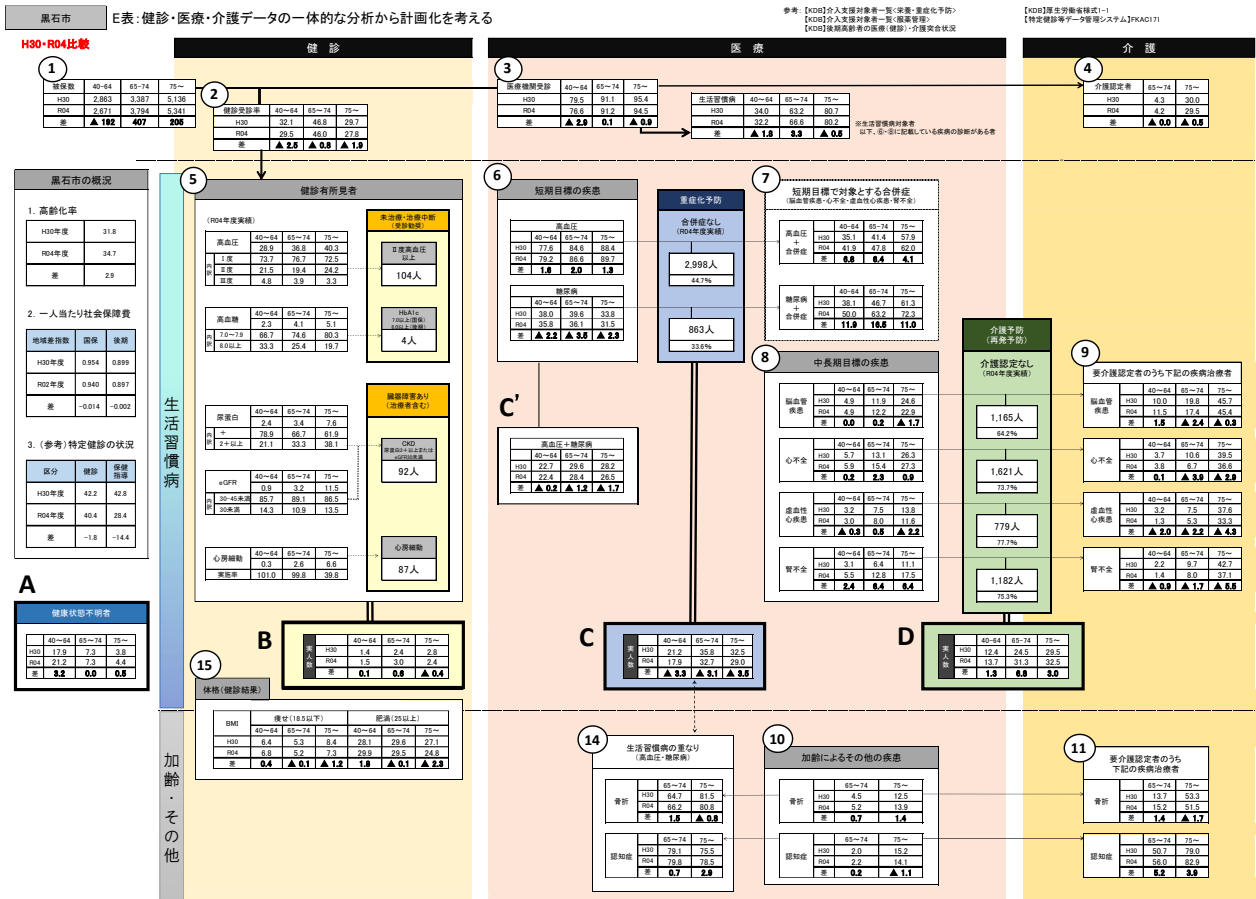 黒石市
E表：健診・医療・介護データの一体的な分析から計画化を考える
参考：【KDB】介入支援対象者一覧<栄養・重症化予防>
【KDB】介入支援対象者一覧<服薬管理>
【KDB】後期高齢者の医療(健診)・介護突合状況
【KDB】厚生労働省様式1-1
【特定健診等データ管理システム】FKAC171
H30・R04比較
健 診
医 療
介 護
1
被保数 40-64 65-74 75～
H30 2,863 3,387 5,136
R04 2,671 3,794 5,341
差 ▲ 192 407 205
2
健診受診率 40～64 65～74 75～
H30 32.1 46.8 29.7
R04 29.5 46.0 27.8
差 ▲ 2.5 ▲ 0.8 ▲ 1.9
3
医療機関受診 40～64 65～74 75～
H30 79.5 91.1 95.4
R04 76.6 91.2 94.5
差 ▲ 2.9 0.1 ▲ 0.9
生活習慣病 40～64 65～74 75～
H30 34.0 63.2 80.7
R04 32.2 66.6 80.2
差 ▲ 1.8 3.3 ▲ 0.5
※生活習慣病対象者
以下、⑥・⑧に記載している疾病の診断がある者
4
介護認定者 65～74 75～
H30 4.3 30.0
R04 4.2 29.5
差 ▲ 0.0 ▲ 0.5
黒石市の概況
1. 高齢化率
H30年度 31.8
R04年度 34.7
差 2.9
2. 一人当たり社会保障費
地域差指数 国保 後期
H30年度 0.954 0.899
R02年度 0.940 0.897
差 -0.014 -0.002
3. (参考)特定健診の状況
区分 健診 保健指導
H30年度 42.2 42.8
R04年度 40.4 28.4
差 -1.8 -14.4
A
健康状態不明者
40～64 65～74 75～
H30 17.9 7.3 3.8
R04 21.2 7.3 4.4
差 3.2 0.0 0.5
生活習慣病
5
健診有所見者
(R04年度実績)
高血圧 40～64 65～74 75～
28.9 36.8 40.3
内訳
Ⅰ度 73.7 76.7 72.5
Ⅱ度 21.5 19.4 24.2
Ⅲ度 4.8 3.9 3.3
高血糖 40～64 65～74 75～
2.3 4.1 5.1
内訳
7.0～7.9 66.7 74.6 80.3
8.0以上 33.3 25.4 19.7
尿蛋白 40～64 65～74 75～
2.4 3.4 7.6
内訳
＋ 78.9 66.7 61.9
2＋以上 21.1 33.3 38.1
eGFR 40～64 65～74 75～
0.9 3.2 11.5
内訳
30-45未満 85.7 89.1 86.5
30未満 14.3 10.9 13.5
心房細動 40～64 65～74 75～
0.3 2.6 6.6
実施率 101.0 99.8 39.8
未治療・治療中断
(受診勧奨)
Ⅱ度高血圧
以上
104人
HbA1c
7.0以上(国保)
8.0以上(後期)
4人
臓器障害あり
(治療者含む)
CKD
尿蛋白2＋以上または
eGFR30未満
92人
心房細動
87人
B
実人数
40～64 65～74 75～
H30 1.4 2.4 2.8
R04 1.5 3.0 2.4
差 0.1 0.6 ▲ 0.4
6
短期目標の疾患
高血圧
40～64 65～74 75～
H30 77.6 84.6 88.4
R04 79.2 86.6 89.7
差 1.6 2.0 1.3
糖尿病
40～64 65～74 75～
H30 38.0 39.6 33.8
R04 35.8 36.1 31.5
差 ▲ 2.2 ▲ 3.5 ▲ 2.3
C'
高血圧＋糖尿病
40～64 65～74 75～
H30 22.7 29.6 28.2
R04 22.4 28.4 26.5
差 ▲ 0.2 ▲ 1.2 ▲ 1.7
重症化予防
合併症なし
(R04年度実績)
2,998人
44.7%
863人
33.6%
C
実人数
40～64 65～74 75～
H30 21.2 35.8 32.5
R04 17.9 32.7 29.0
差 ▲ 3.3 ▲ 3.1 ▲ 3.5
7
短期目標で対象とする合併症
(脳血管疾患・心不全・虚血性心疾患・腎不全)
高血圧
＋
合併症
40～64 65～74 75～
H30 35.1 41.4 57.9
R04 41.9 47.8 62.0
差 6.8 6.4 4.1
糖尿病
＋
合併症
40-64 65-74 75～
H30 38.1 46.7 61.3
R04 50.0 63.2 72.3
差 11.9 16.5 11.0
8
中長期目標の疾患
脳血管
疾患
40～64 65～74 75～
H30 4.9 11.9 24.6
R04 4.9 12.2 22.9
差 0.0 0.2 ▲ 1.7
心不全
40～64 65～74 75～
H30 5.7 13.1 26.3
R04 5.9 15.4 27.3
差 0.2 2.3 0.9
虚血性
心疾患
40～64 65～74 75～
H30 3.2 7.5 13.8
R04 3.0 8.0 11.6
差 ▲ 0.3 0.5 ▲ 2.2
腎不全
40～64 65～74 75～
H30 3.1 6.4 11.1
R04 5.5 12.8 17.5
差 2.4 6.4 6.4
介護予防
(再発予防)
介護認定なし
(R04年度実績)
1,165人
64.2%
1,621人
73.7%
779人
77.7%
1,182人
75.3%
D
実人数
40-64 65～74 75～
H30 12.4 24.5 29.5
R04 13.7 31.3 32.5
差 1.3 6.8 3.0
9
要介護認定者のうち下記の疾病治療者
脳血管
疾患
40～64 65～74 75～
H30 10.0 19.8 45.7
R04 11.5 17.4 45.4
差 1.5 ▲ 2.4 ▲ 0.3
心不全
40～64 65～74 75～
H30 3.7 10.6 39.5
R04 3.8 6.7 36.6
差 0.1 ▲ 3.9 ▲ 2.9
虚血性
心疾患
40～64 65～74 75～
H30 3.2 7.5 37.6
R04 1.3 5.3 33.3
差 ▲ 2.0 ▲ 2.2 ▲ 4.3
腎不全
40～64 65～74 75～
H30 2.2 9.7 42.7
R04 1.4 8.0 37.1
差 ▲ 0.9 ▲ 1.7 ▲ 5.5
15
体格(健診結果)
BMI 痩せ(18.5以下) 肥満(25以上)
40～64 65～74 75～ 40～64 65～74 75～
H30 6.4 5.3 8.4 28.1 29.6 27.1
R04 6.8 5.2 7.3 29.9 29.5 24.8
差 0.4 ▲ 0.1 ▲ 1.2 1.8 ▲ 0.1 ▲ 2.3
加齢・その他
14
生活習慣病の重なり
(高血圧・糖尿病)
骨折
65～74 75～
H30 64.7 81.5
R04 66.2 80.8
差 1.5 ▲ 0.8
認知症
65～74 75～
H30 79.1 75.5
R04 79.8 78.5
差 0.7 2.9
10
加齢によるその他の疾患
骨折
65～74 75～
H30 4.5 12.5
R04 5.2 13.9
差 0.7 1.4
認知症
65～74 75～
H30 2.0 15.2
R04 2.2 14.1
差 0.2 ▲ 1.1
11
要介護認定者のうち
下記の疾病治療者
骨折
65～74 75～
H30 13.7 53.3
R04 15.2 51.5
差 1.4 ▲ 1.7
認知症
65～74 75～
H30 50.7 79.0
R04 56.0 82.9
差 5.2 3.9